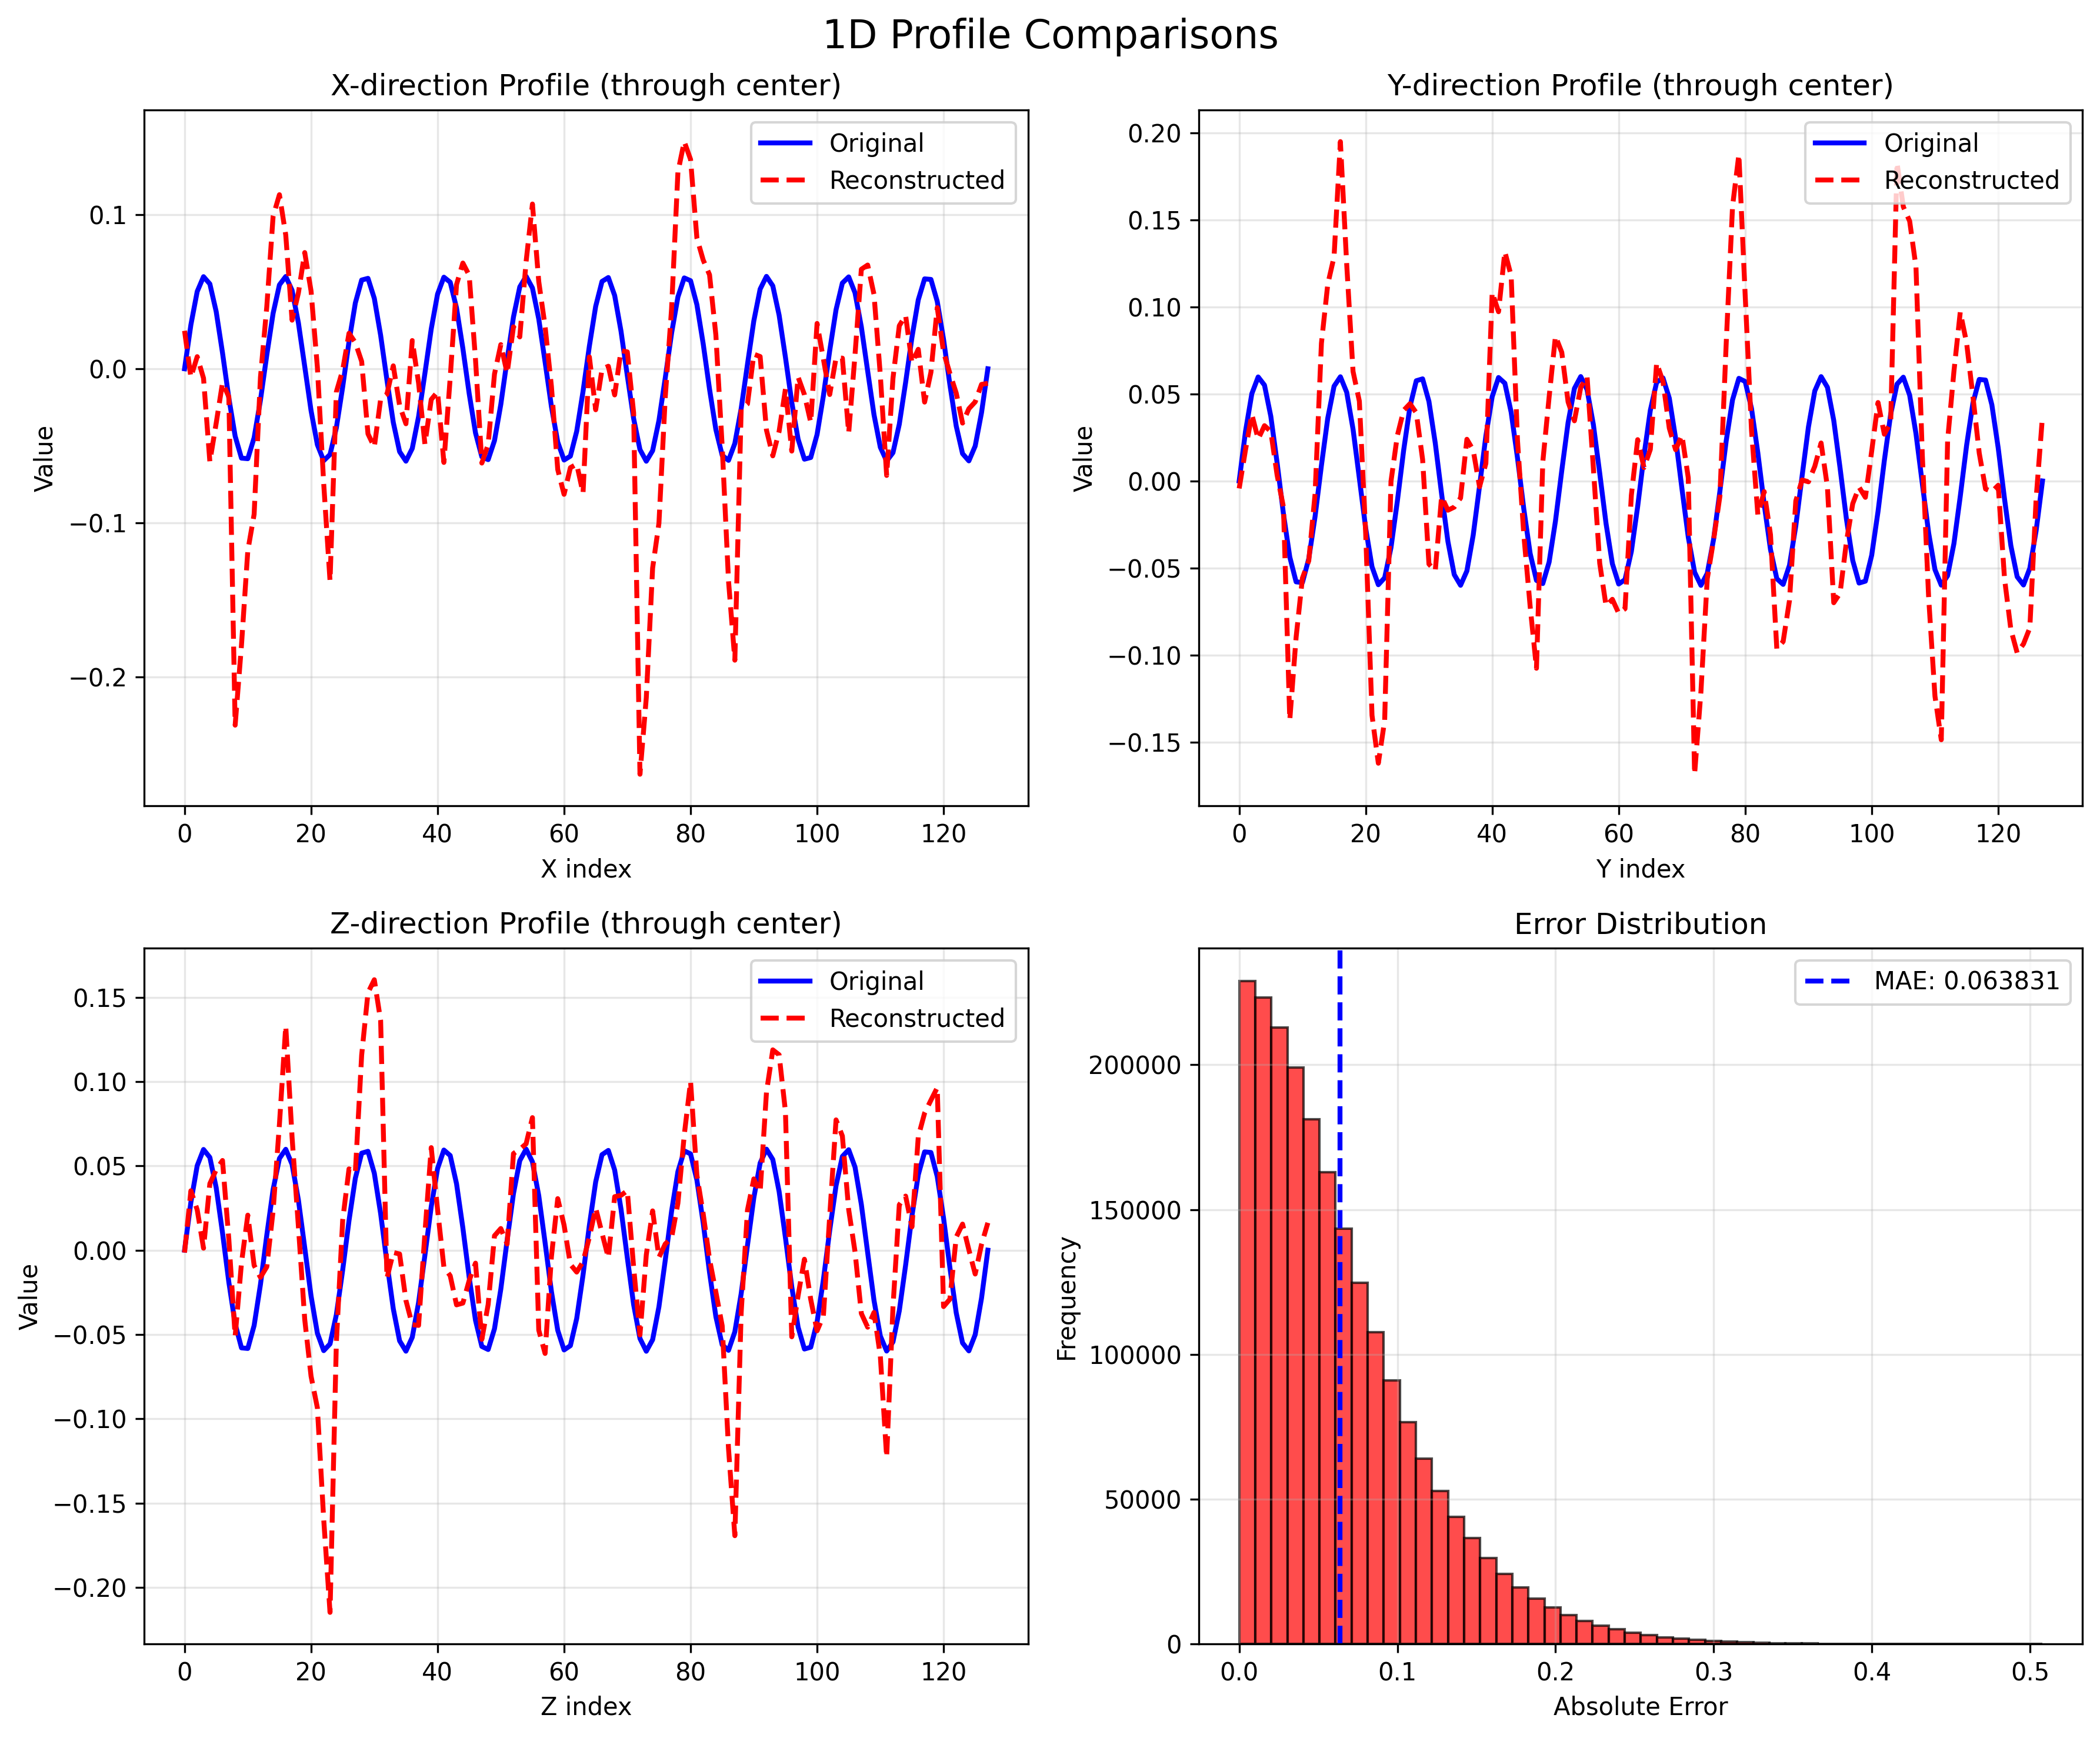 1D Profile Comparisons
X-direction Profile (through center)
Original
Reconstructed
0.1
0.0
−0.1
−0.2
Value
0 20 40 60 80 100 120
X index
Y-direction Profile (through center)
Original
Reconstructed
0.20
0.15
0.10
0.05
0.00
−0.05
−0.10
−0.15
Value
0 20 40 60 80 100 120
Y index
Z-direction Profile (through center)
Original
Reconstructed
0.15
0.10
0.05
0.00
−0.05
−0.10
−0.15
−0.20
Value
0 20 40 60 80 100 120
Z index
Error Distribution
MAE: 0.063831
200000
150000
100000
50000
0
Frequency
0.0 0.1 0.2 0.3 0.4 0.5
Absolute Error